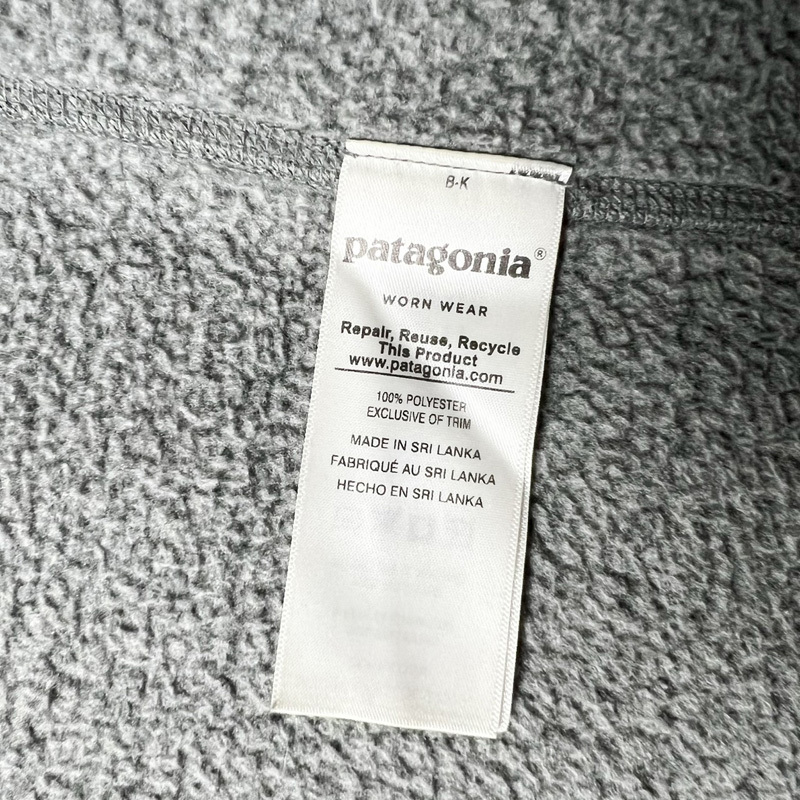 B-K
patagonia®
WORN WEAR
Repair, Reuse, Recycle
This Product
www.patagonia.com
100% POLYESTER
EXCLUSIVE OF TRIM
MADE IN SRI LANKA
FABRIQUÉ AU SRI LANKA
HECHO EN SRI LANKA